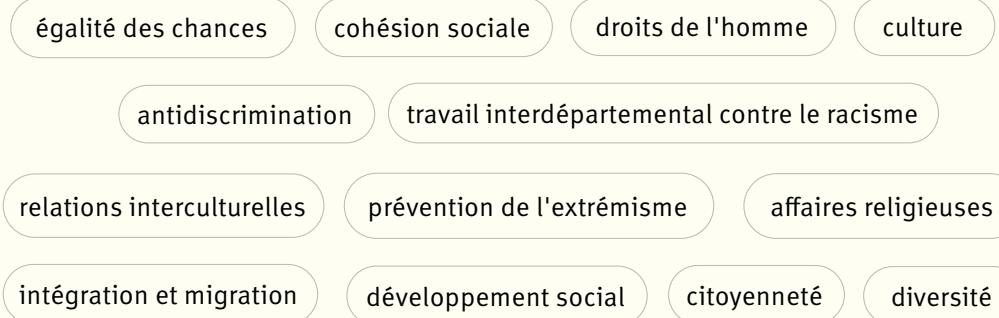 égalité des chances cohésion sociale droits de l'homme culture
antidiscrimination travail interdépartemental contre le racisme
relations interculturelles prévention de l'extrémisme affaires religieuses
intégration et migration développement social citoyenneté diversité